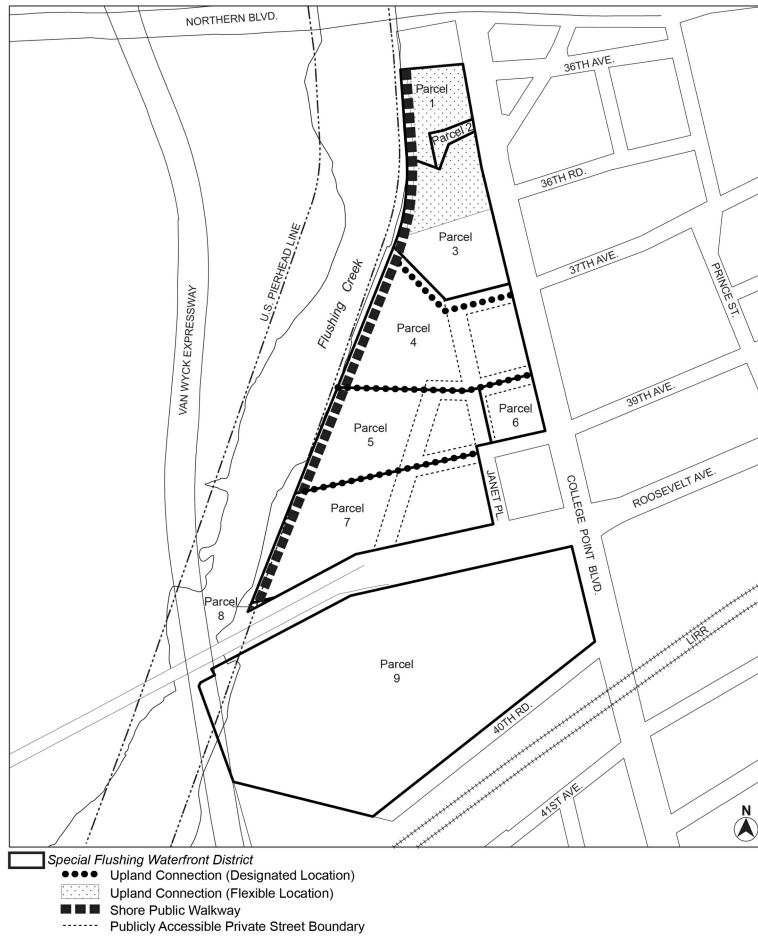 NORTHERN BLVD.
36TH AVE.
Parcel
1
Parcel 2
36TH RD.
U.S. PIERHEAD LINE
Flushing Creek
Parcel
3
37TH AVE.
PRINCE ST.
VAN WYCK EXPRESSWAY
Parcel
4
39TH AVE.
Parcel
6
Parcel
5
JANET PL.
COLLEGE POINT BLVD.
ROOSEVELT AVE.
Parcel
7
Parcel
8
LIRR
Parcel
9
40TH RD.
41ST AVE.
N
Special Flushing Waterfront District
Upland Connection (Designated Location)
Upland Connection (Flexible Location)
Shore Public Walkway
Publicly Accessible Private Street Boundary